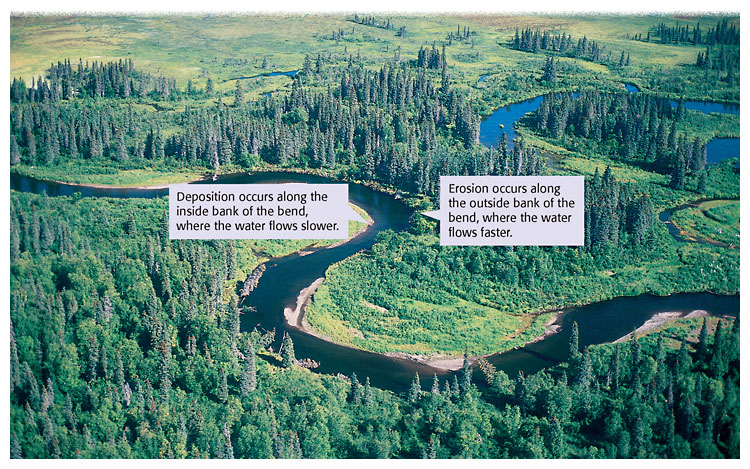 Deposition occurs along the
inside bank of the bend,
where the water flows slower.
Erosion occurs along
the outside bank of the
bend, where the water
flows faster.